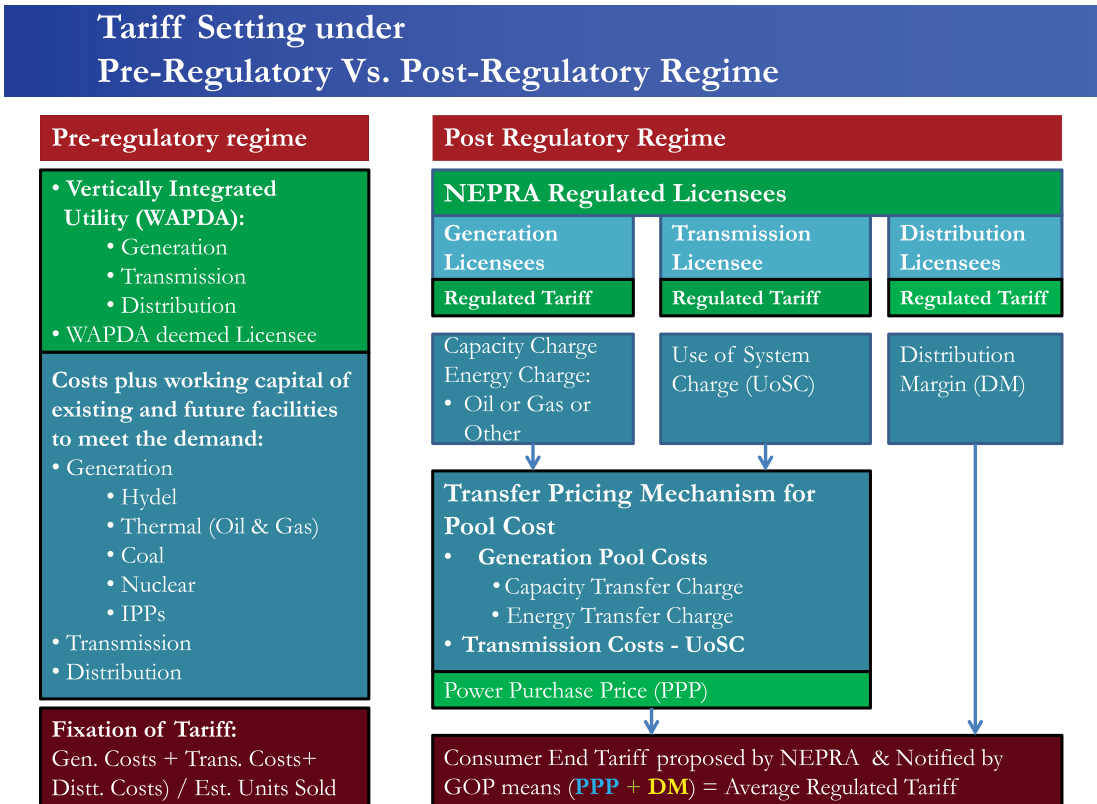 Tariff Setting under
Pre-Regulatory Vs. Post-Regulatory Regime
Pre-regulatory regime
• Vertically Integrated
Utility (WAPDA):
• Generation
• Transmission
• Distribution
• WAPDA deemed Licensee
Costs plus working capital of
existing and future facilities
to meet the demand:
• Generation
• Hydel
• Thermal (Oil & Gas)
• Coal
• Nuclear
• IPPs
• Transmission
• Distribution
Fixation of Tariff:
Gen. Costs + Trans. Costs+
Distt. Costs) / Est. Units Sold
Post Regulatory Regime
NEPRA Regulated Licensees
Generation
Licensees
Regulated Tariff
Capacity Charge
Energy Charge:
• Oil or Gas or
Other
Transmission
Licensee
Regulated Tariff
Use of System
Charge (UoSC)
Distribution
Licensees
Regulated Tariff
Distribution
Margin (DM)
Transfer Pricing Mechanism for
Pool Cost
• Generation Pool Costs
• Capacity Transfer Charge
• Energy Transfer Charge
• Transmission Costs - UoSC
Power Purchase Price (PPP)
Consumer End Tariff proposed by NEPRA & Notified by
GOP means (PPP + DM) = Average Regulated Tariff